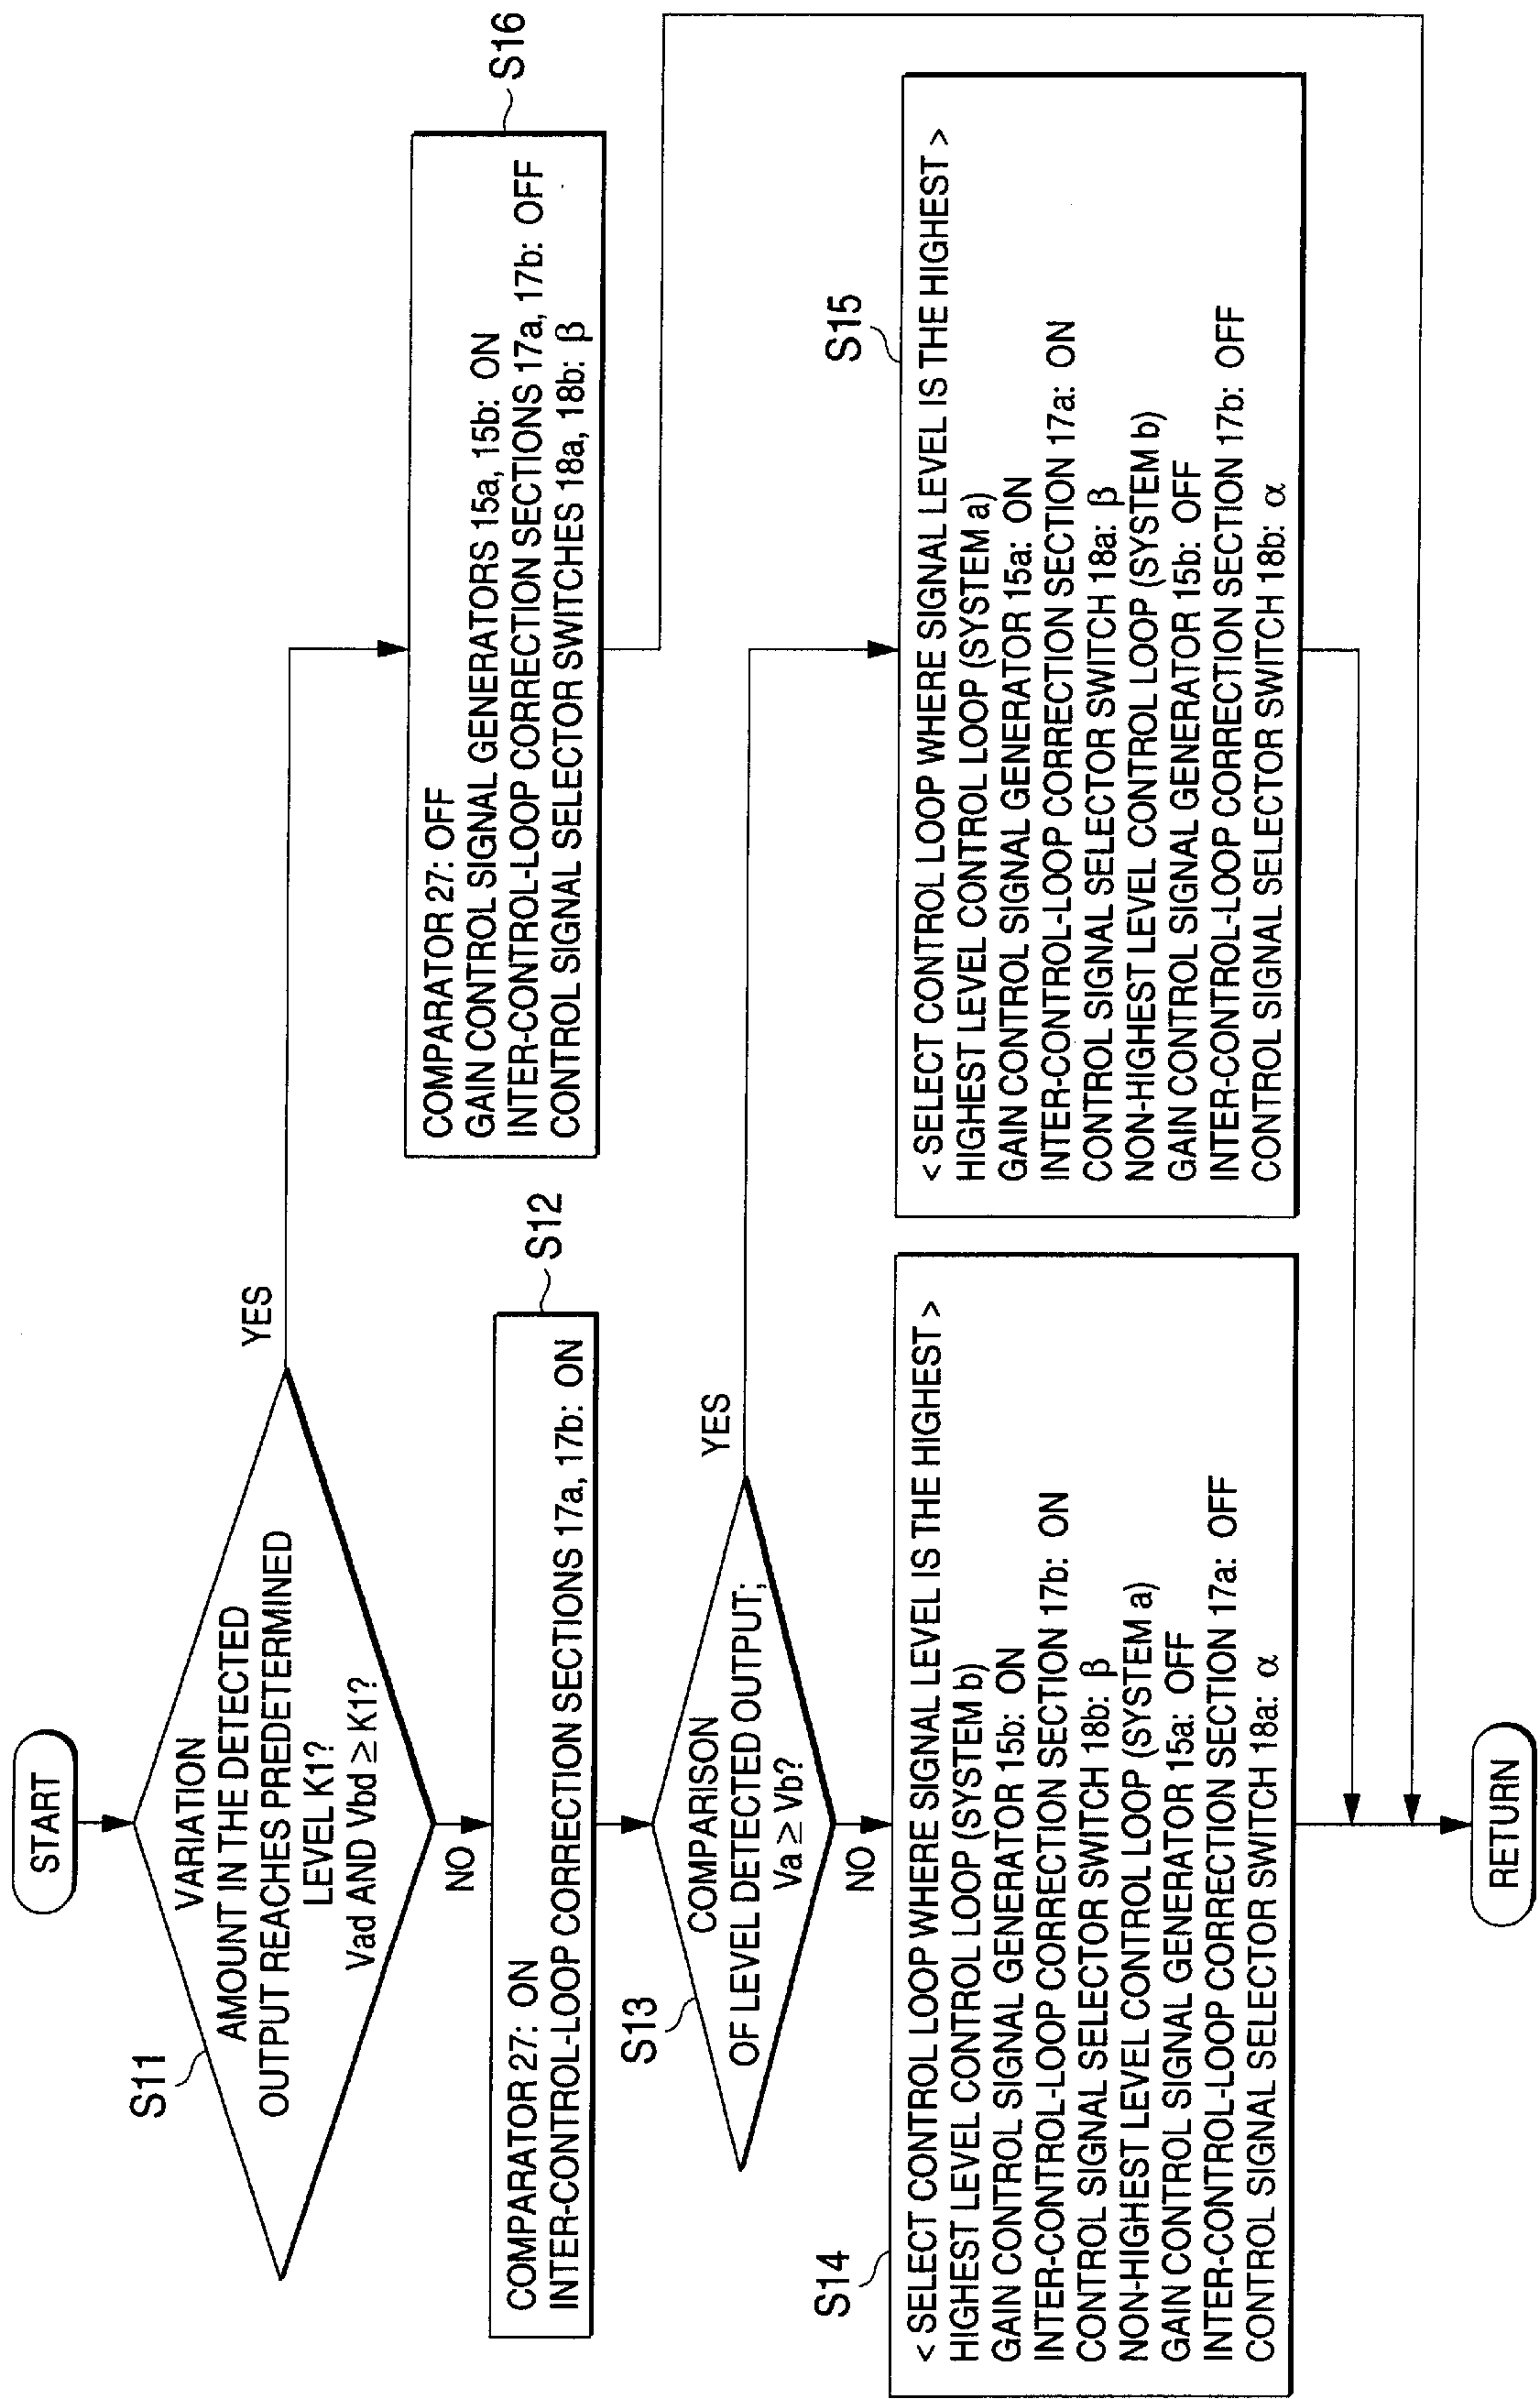 START
S11
VARIATION
AMOUNT IN THE DETECTED
OUTPUT REACHES PREDETERMINED
LEVEL K1?
Vad AND Vbd ≥ K1?
YES
NO
S16
COMPARATOR 27: OFF
GAIN CONTROL SIGNAL GENERATORS 15a, 15b: ON
INTER-CONTROL-LOOP CORRECTION SECTIONS 17a, 17b: OFF
CONTROL SIGNAL SELECTOR SWITCHES 18a, 18b: β
S12
COMPARATOR 27: ON
INTER-CONTROL-LOOP CORRECTION SECTIONS 17a, 17b: ON
S13
COMPARISON
OF LEVEL DETECTED OUTPUT;
Va ≥ Vb?
YES
NO
S14
< SELECT CONTROL LOOP WHERE SIGNAL LEVEL IS THE HIGHEST >
HIGHEST LEVEL CONTROL LOOP (SYSTEM b)
GAIN CONTROL SIGNAL GENERATOR 15b: ON
INTER-CONTROL-LOOP CORRECTION SECTION 17b: ON
CONTROL SIGNAL SELECTOR SWITCH 18b: β
NON-HIGHEST LEVEL CONTROL LOOP (SYSTEM a)
GAIN CONTROL SIGNAL GENERATOR 15a: OFF
INTER-CONTROL-LOOP CORRECTION SECTION 17a: OFF
CONTROL SIGNAL SELECTOR SWITCH 18a: α
S15
< SELECT CONTROL LOOP WHERE SIGNAL LEVEL IS THE HIGHEST >
HIGHEST LEVEL CONTROL LOOP (SYSTEM a)
GAIN CONTROL SIGNAL GENERATOR 15a: ON
INTER-CONTROL-LOOP CORRECTION SECTION 17a: ON
CONTROL SIGNAL SELECTOR SWITCH 18a: β
NON-HIGHEST LEVEL CONTROL LOOP (SYSTEM b)
GAIN CONTROL SIGNAL GENERATOR 15b: OFF
INTER-CONTROL-LOOP CORRECTION SECTION 17b: OFF
CONTROL SIGNAL SELECTOR SWITCH 18b: α
RETURN